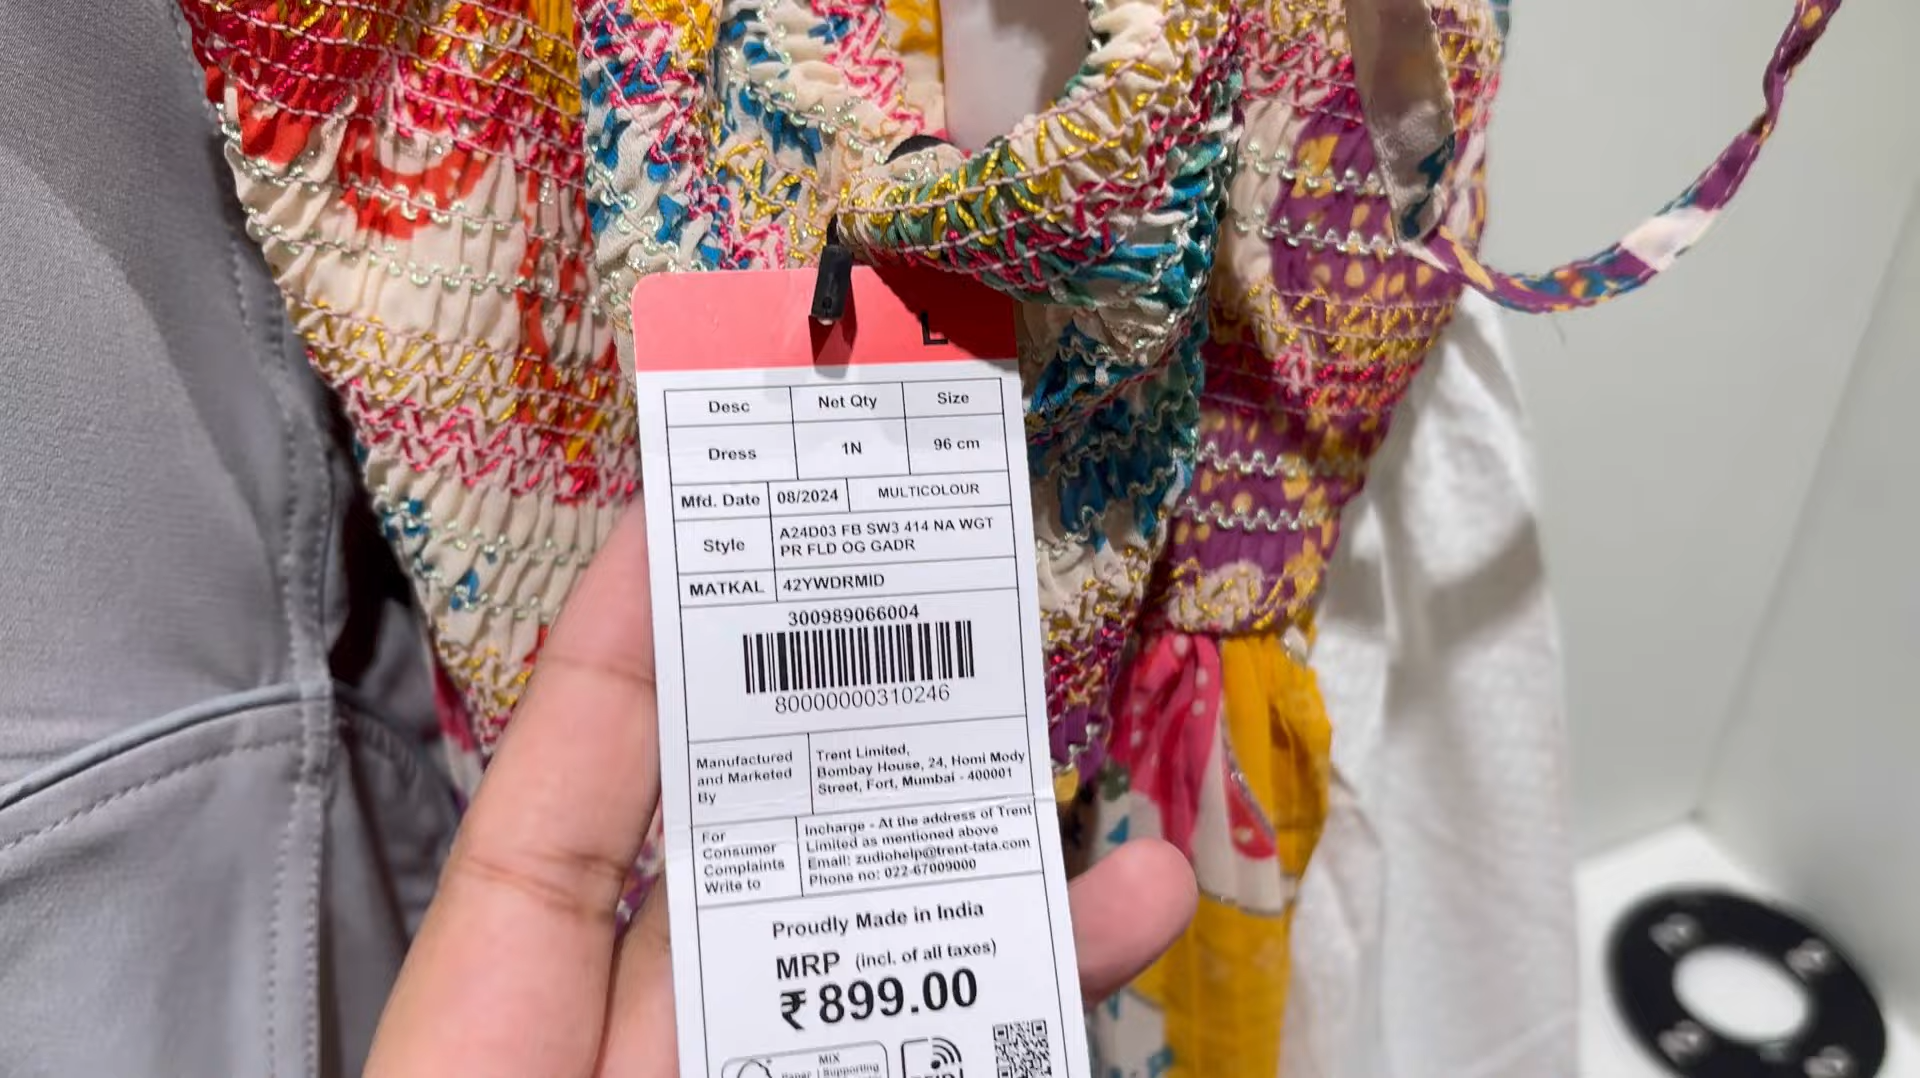 L
Desc Net Qty Size
Dress 1N 96 cm
Mfd. Date 08/2024 MULTICOLOUR
Style A24D03 FB SW3 414 NA WGT
PR FLD OG GADR
MATKAL 42YWDRMID
300989066004
80000000310246
Manufactured
and Marketed
By
Trent Limited,
Bombay House, 24, Homi Mody
Street, Fort, Mumbai - 400001
For
Consumer
Complaints
Write to
Incharge - At the address of Trent
Limited as mentioned above
Email: zudiohelp@trent-tata.com
Phone no: 022-67009000
Proudly Made in India
MRP (incl. of all taxes)
₹ 899.00
MIX
Paper | Supporting